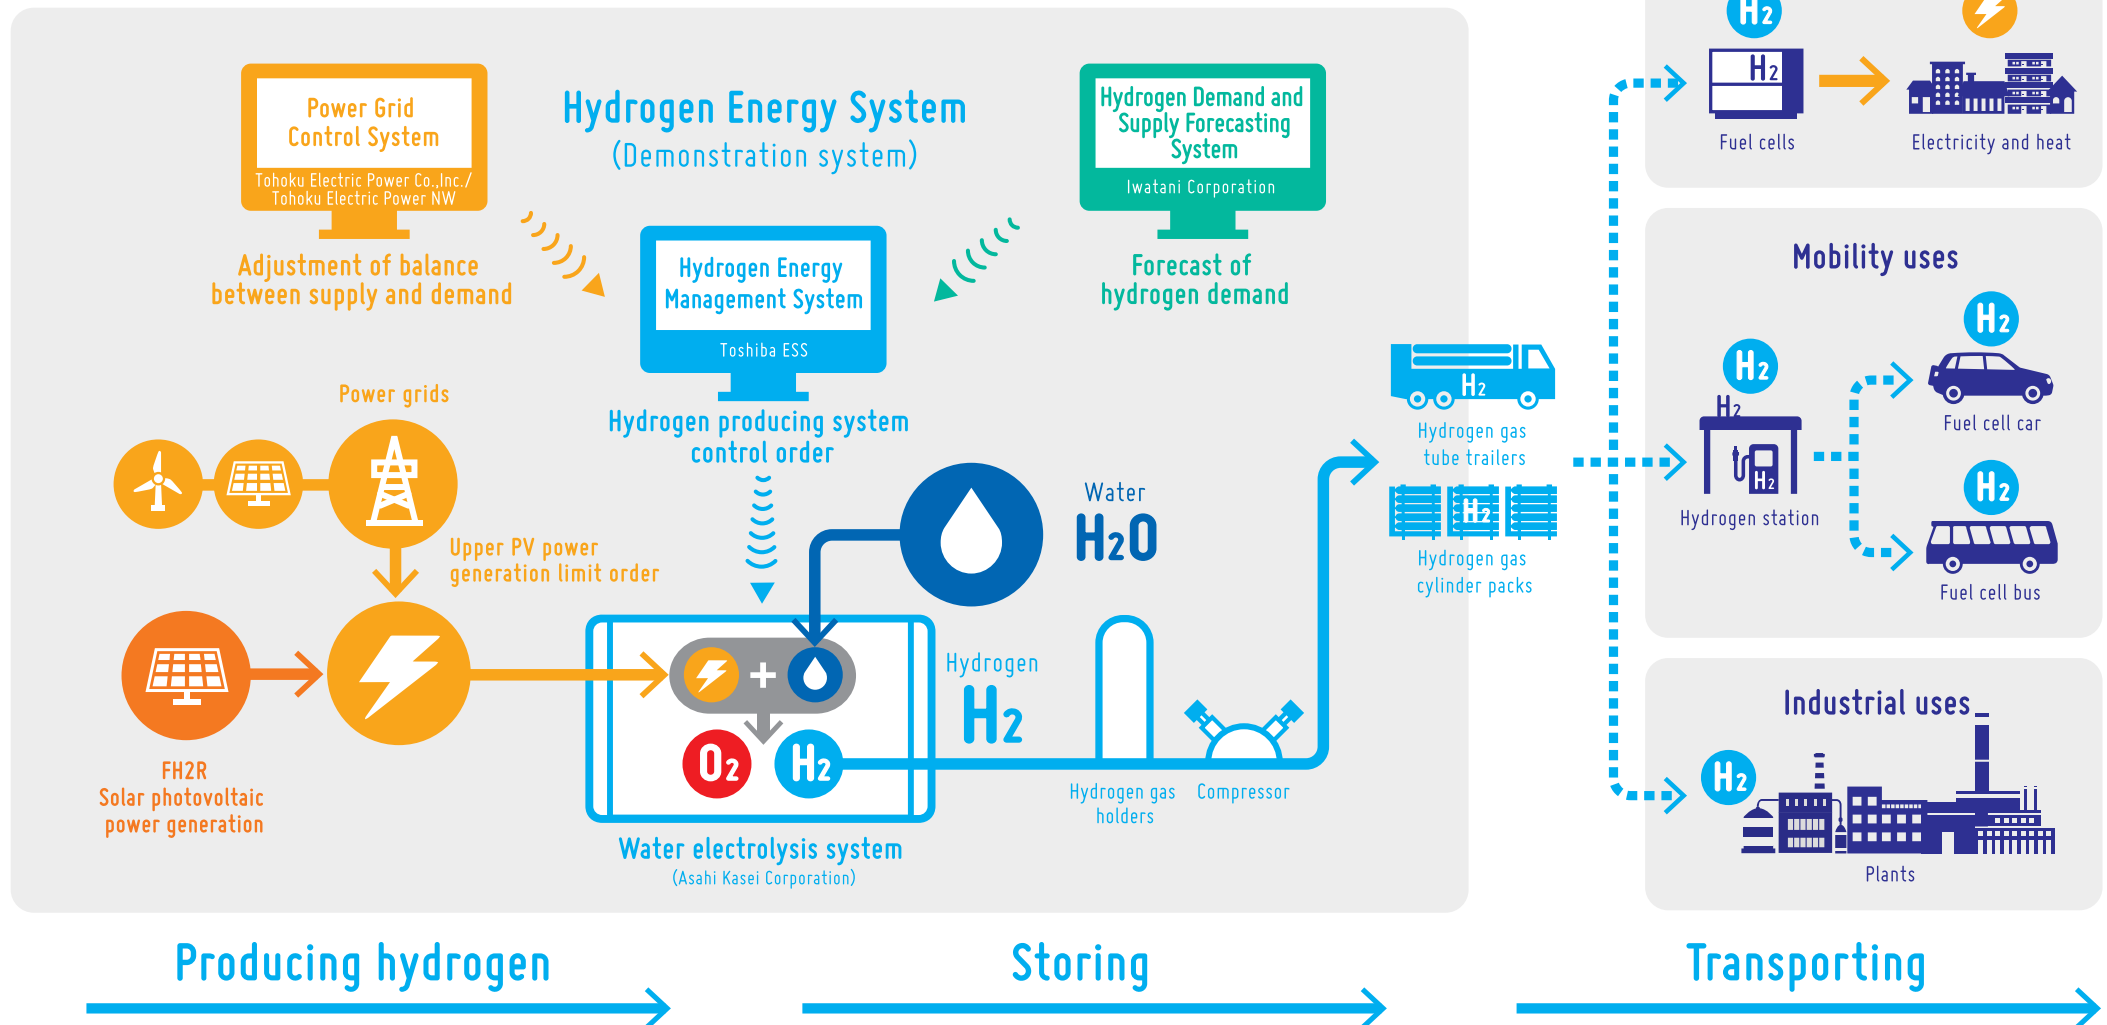 Power Grid
Control System
Tohoku Electric Power Co.,Inc./
Tohoku Electric Power NW
Adjustment of balance
between supply and demand
Hydrogen Energy System
(Demonstration system)
Hydrogen Demand and
Supply Forecasting
System
Iwatani Corporation
Forecast of
hydrogen demand
Hydrogen Energy
Management System
Toshiba ESS
Hydrogen producing system
control order
Power grids
Upper PV power
generation limit order
FH2R
Solar photovoltaic
power generation
Water
H2O
+
O2
H2
Water electrolysis system
(Asahi Kasei Corporation)
Hydrogen
H2
Hydrogen gas
holders
Compressor
H2
Hydrogen gas
tube trailers
H2
Hydrogen gas
cylinder packs
H2
H2
Fuel cells
Electricity and heat
Mobility uses
H2
H2
H2
Hydrogen station
H2
Fuel cell car
H2
Fuel cell bus
Industrial uses
H2
Plants
Producing hydrogen
Storing
Transporting